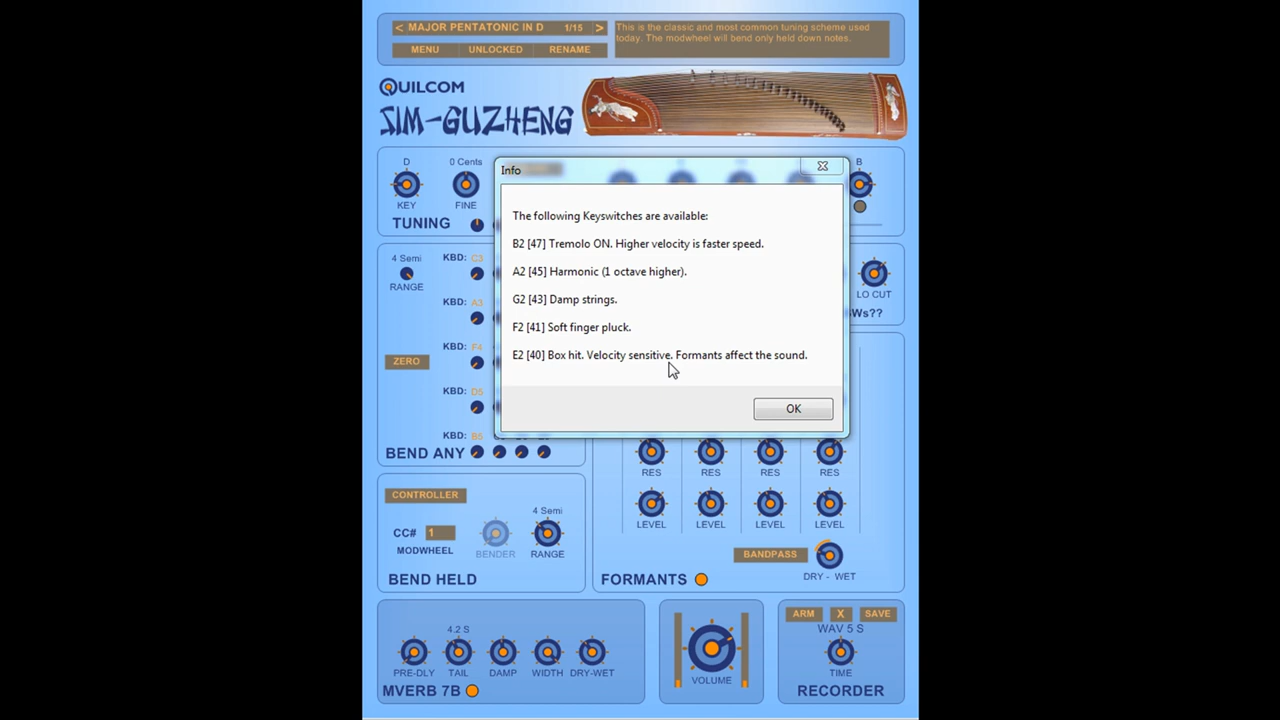 < MAJOR PENTATONIC IN D 1/15 >
MENU UNLOCKED RENAME
This is the classic and most common tuning scheme used
today. The modwheel will bend only held down notes.
QUILCOM
SIM-GUZHENG
D 0 Cents
KEY FINE
TUNING
B
Info
The following Keyswitches are available:
B2 [47] Tremolo ON. Higher velocity is faster speed.
A2 [45] Harmonic (1 octave higher).
G2 [43] Damp strings.
F2 [41] Soft finger pluck.
E2 [40] Box hit. Velocity sensitive. Formants affect the sound.
OK
4 Semi
RANGE
KBD: C3
KBD: A3
KBD: F4
ZERO
KBD: D5
KBD: B5
BEND ANY
LO CUT
Ws??
RES RES RES RES
LEVEL LEVEL LEVEL LEVEL
BANDPASS
DRY - WET
FORMANTS
CONTROLLER
4 Semi
CC# 1
MODWHEEL BENDER RANGE
BEND HELD
4.2 S
PRE-DLY TAIL DAMP WIDTH DRY-WET
MVERB 7B
VOLUME
ARM X SAVE
WAV 5 S
TIME
RECORDER